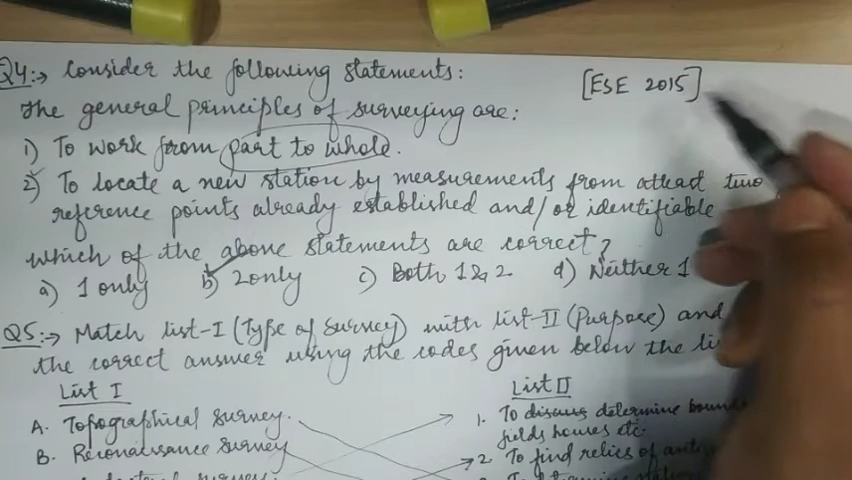 Q4:→ Consider the following statements:
[ESE 2015]
The general principles of surveying are:
1) To work from part to whole.
2) To locate a new station by measurements from atleast two
reference points already established and/or identifiable
which of the above statements are correct?
a) 1 only b) 2 only c) Both 1 & 2 d) Neither 1
Q5:→ Match list-I (Type of survey) with list-II (Purpose) and
the correct answer using the codes given below the li
List I
List II
A. Topographical survey.
B. Reconaissance survey
1. To determine bound
fields houses etc.
2. To find relics of